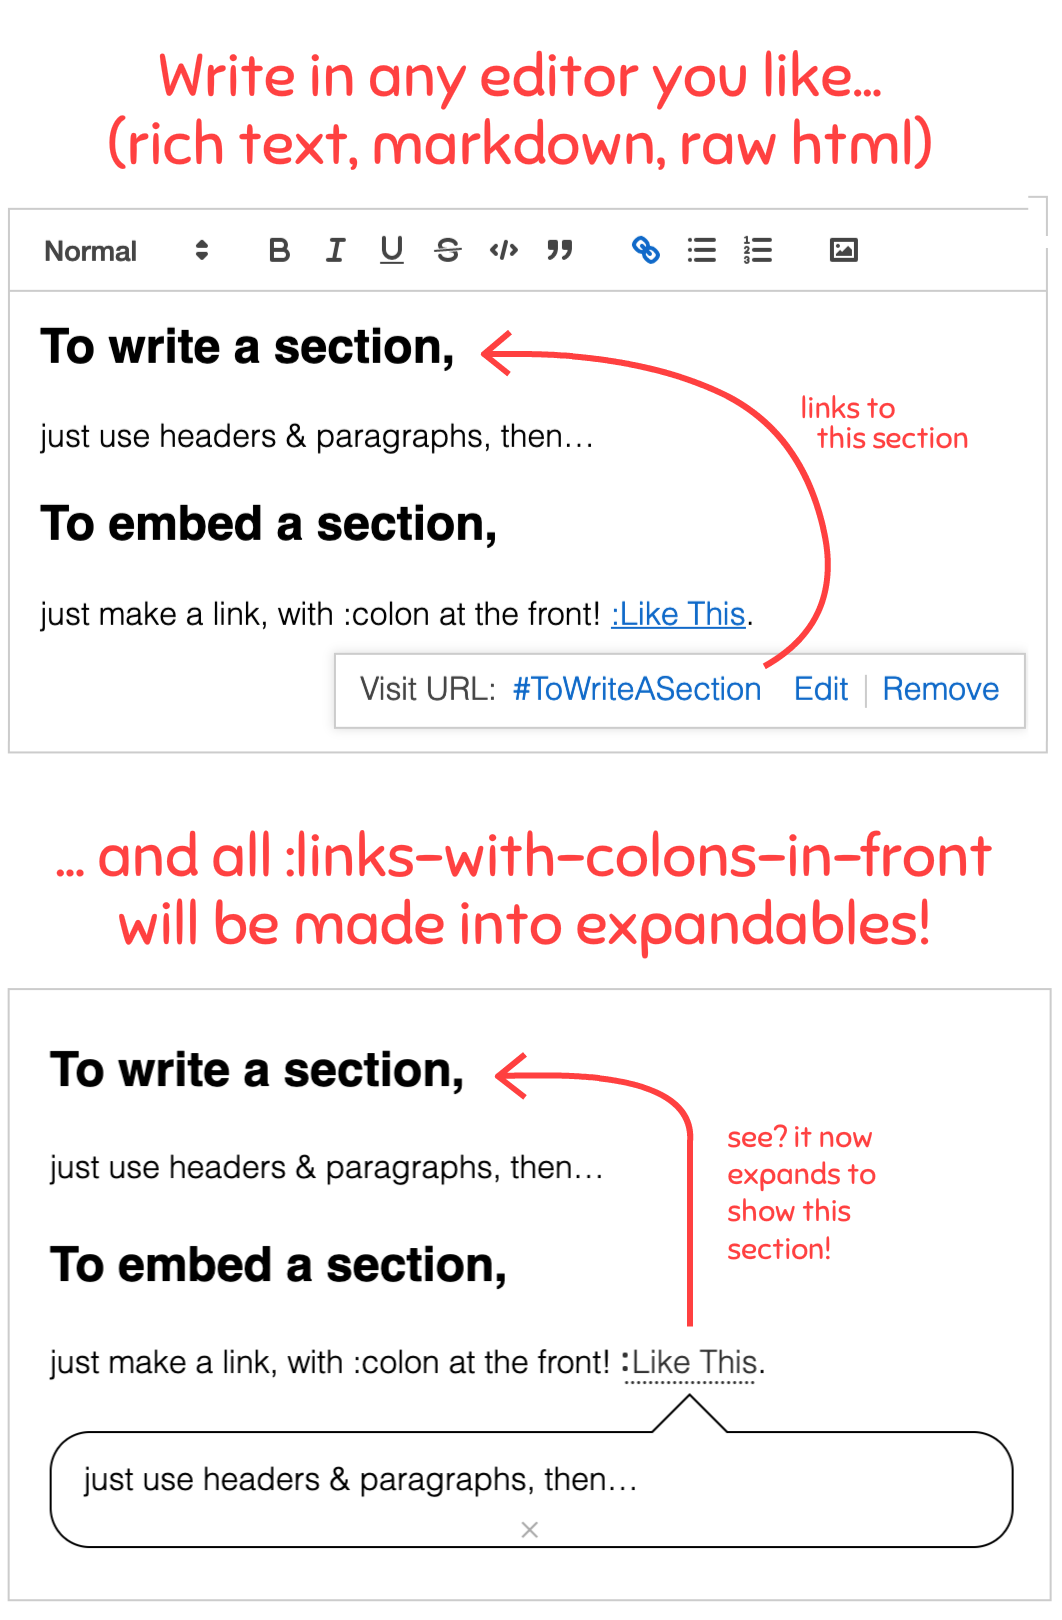 Write in any editor you like...
(rich text, markdown, raw html)
Normal
To write a section,
links to
this section
just use headers & paragraphs, then…
To embed a section,
just make a link, with :colon at the front! :Like This.
Visit URL: #ToWriteASection Edit Remove
... and all :links-with-colons-in-front
will be made into expandables!
To write a section,
see? it now
expands to
show this
section!
just use headers & paragraphs, then…
To embed a section,
just make a link, with :colon at the front! :Like This.
just use headers & paragraphs, then…
×